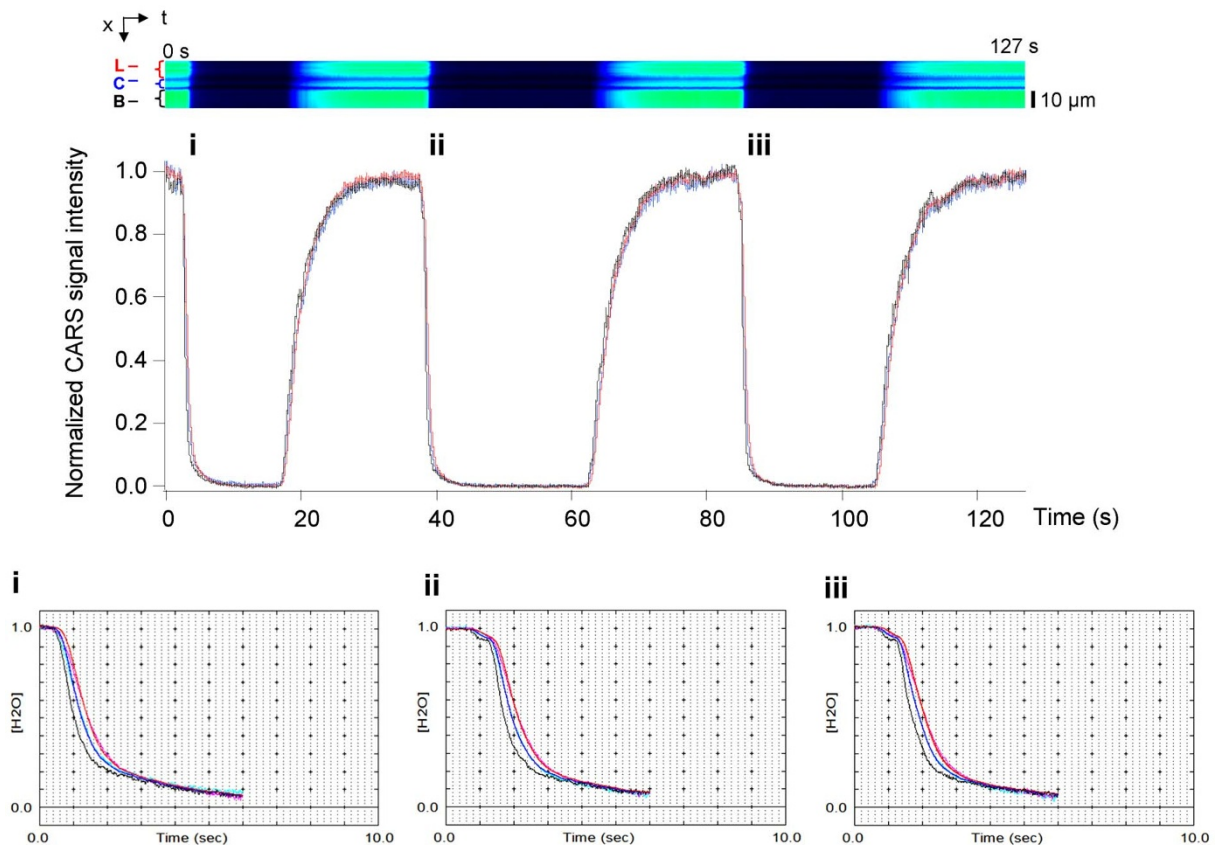 x t
0 s 127 s
L
C
B
10 µm
i ii iii
Normalized CARS signal intensity
1.0
0.8
0.6
0.4
0.2
0.0
0 20 40 60 80 100 120 Time (s)
i ii iii
1.0 1.0 1.0
[H2O] [H2O] [H2O]
0.0 0.0 0.0
0.0 Time (sec) 10.0 0.0 Time (sec) 10.0 0.0 Time (sec) 10.0